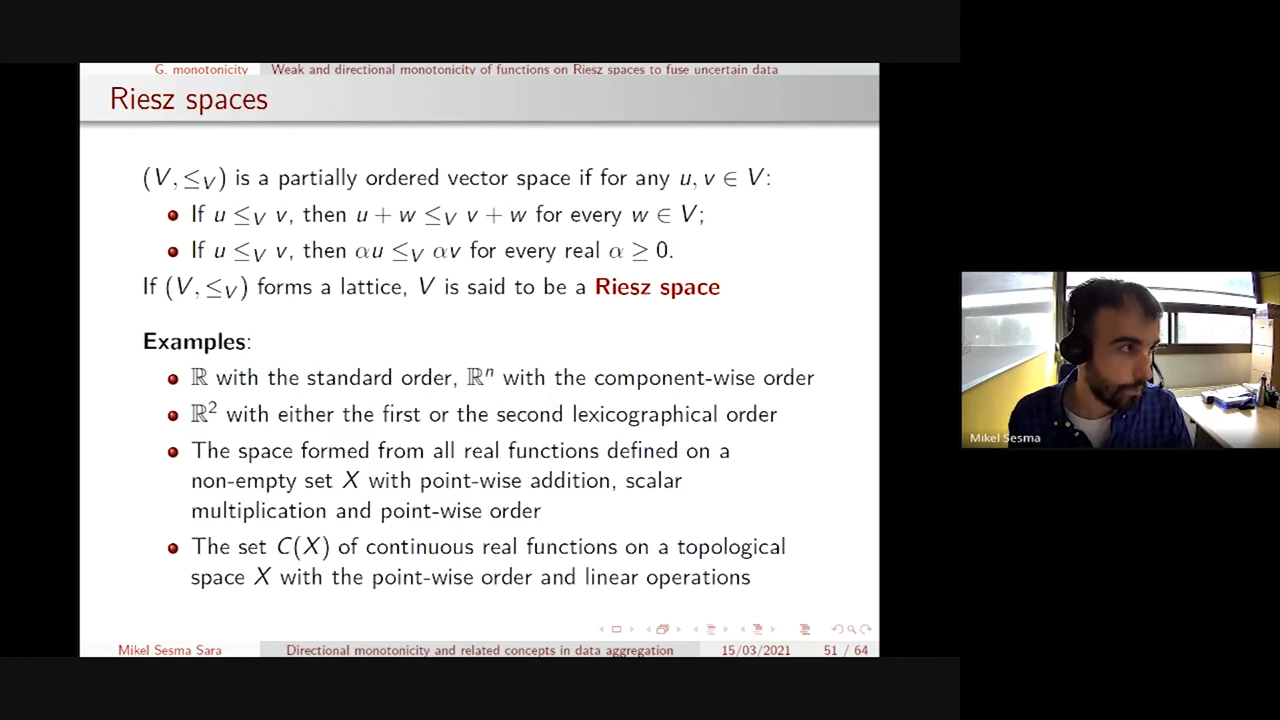 G. monotonicity Weak and directional monotonicity of functions on Riesz spaces to fuse uncertain data
Riesz spaces
(V, ≤_V) is a partially ordered vector space if for any u, v ∈ V:
If u ≤_V v, then u + w ≤_V v + w for every w ∈ V;
If u ≤_V v, then αu ≤_V αv for every real α ≥ 0.
If (V, ≤_V) forms a lattice, V is said to be a Riesz space
Examples:
ℝ with the standard order, ℝⁿ with the component-wise order
ℝ² with either the first or the second lexicographical order
The space formed from all real functions defined on a
non-empty set X with point-wise addition, scalar
multiplication and point-wise order
The set C(X) of continuous real functions on a topological
space X with the point-wise order and linear operations
Mikel Sesma Sara Directional monotonicity and related concepts in data aggregation 15/03/2021 51 / 64
Mikel Sesma